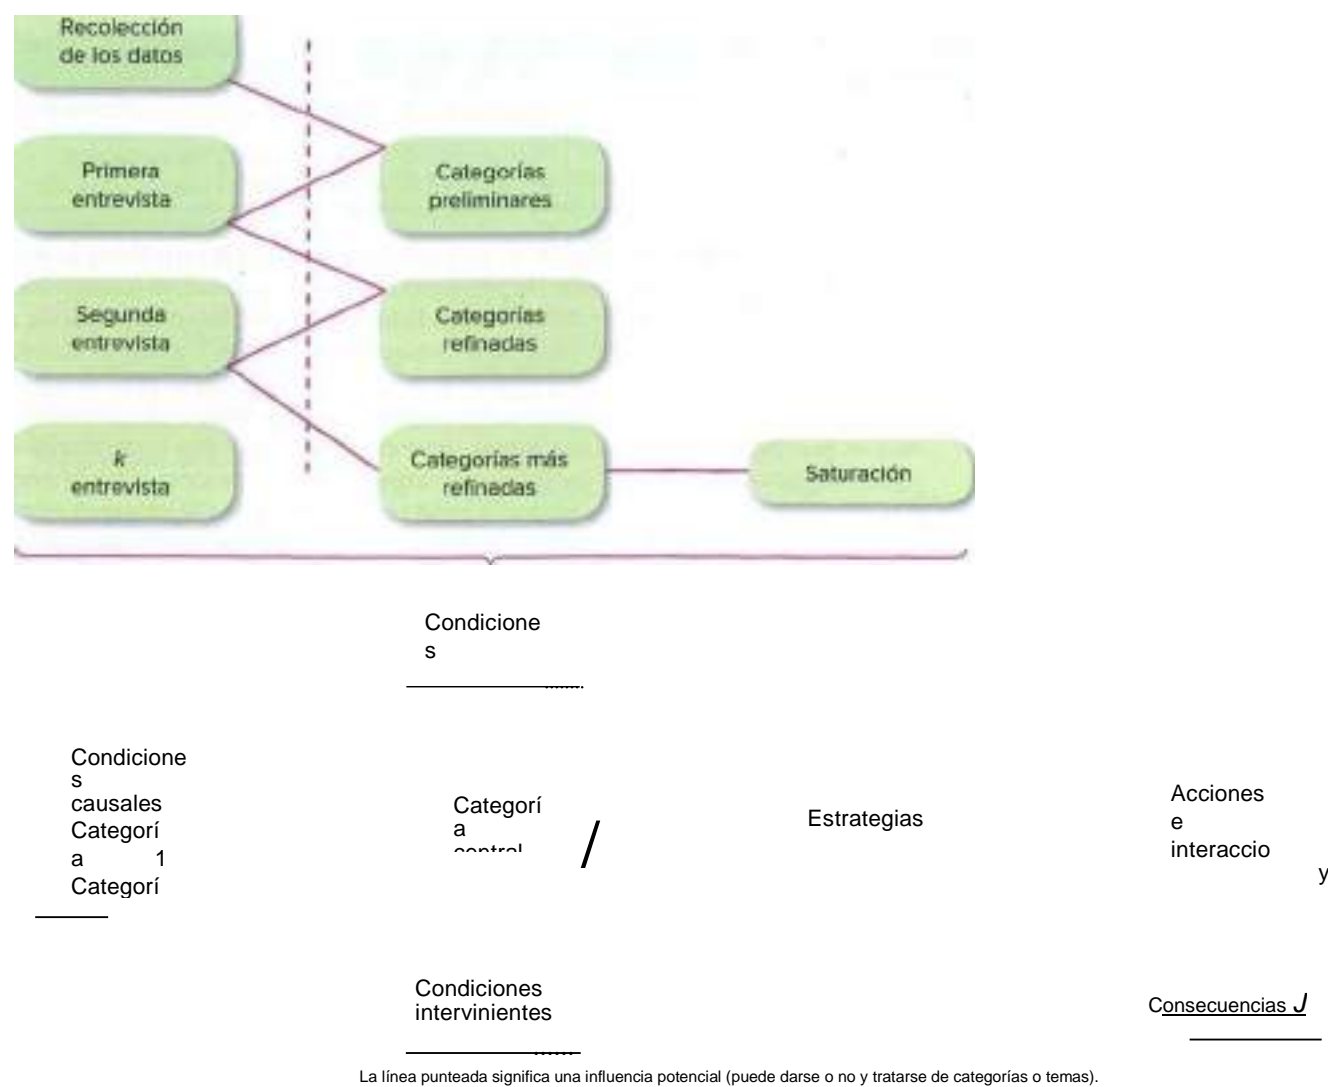 Recolección
de los datos
Primera
entrevista
Categorías
preliminares
Segunda
entrevista
Categorías
refinadas
k
entrevista
Categorías más
refinadas
Saturación
Condicione
s
Condicione
s
causales
Categorí
a 1
Categorí
Categorí
a
central
/
Estrategias
Acciones
e
interaccio
y
Condiciones
intervinientes
Consecuencias J
La línea punteada significa una influencia potencial (puede darse o no y tratarse de categorías o temas).